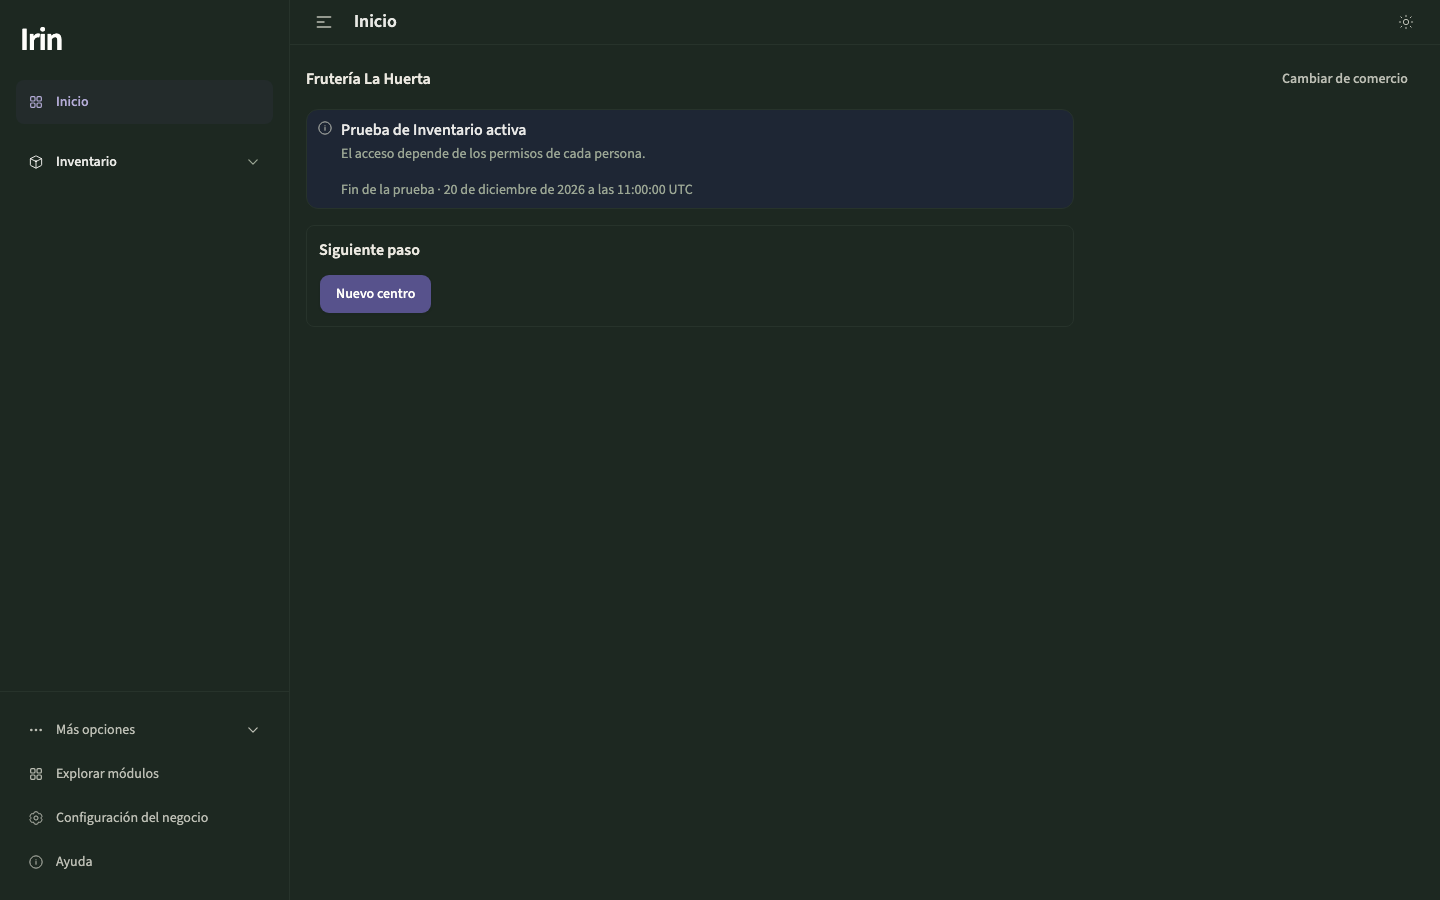 Irin
Inicio
Inventario
Más opciones
Explorar módulos
Configuración del negocio
Ayuda
Inicio
Frutería La Huerta
Cambiar de comercio
Prueba de Inventario activa
El acceso depende de los permisos de cada persona.
Fin de la prueba · 20 de diciembre de 2026 a las 11:00:00 UTC
Siguiente paso
Nuevo centro